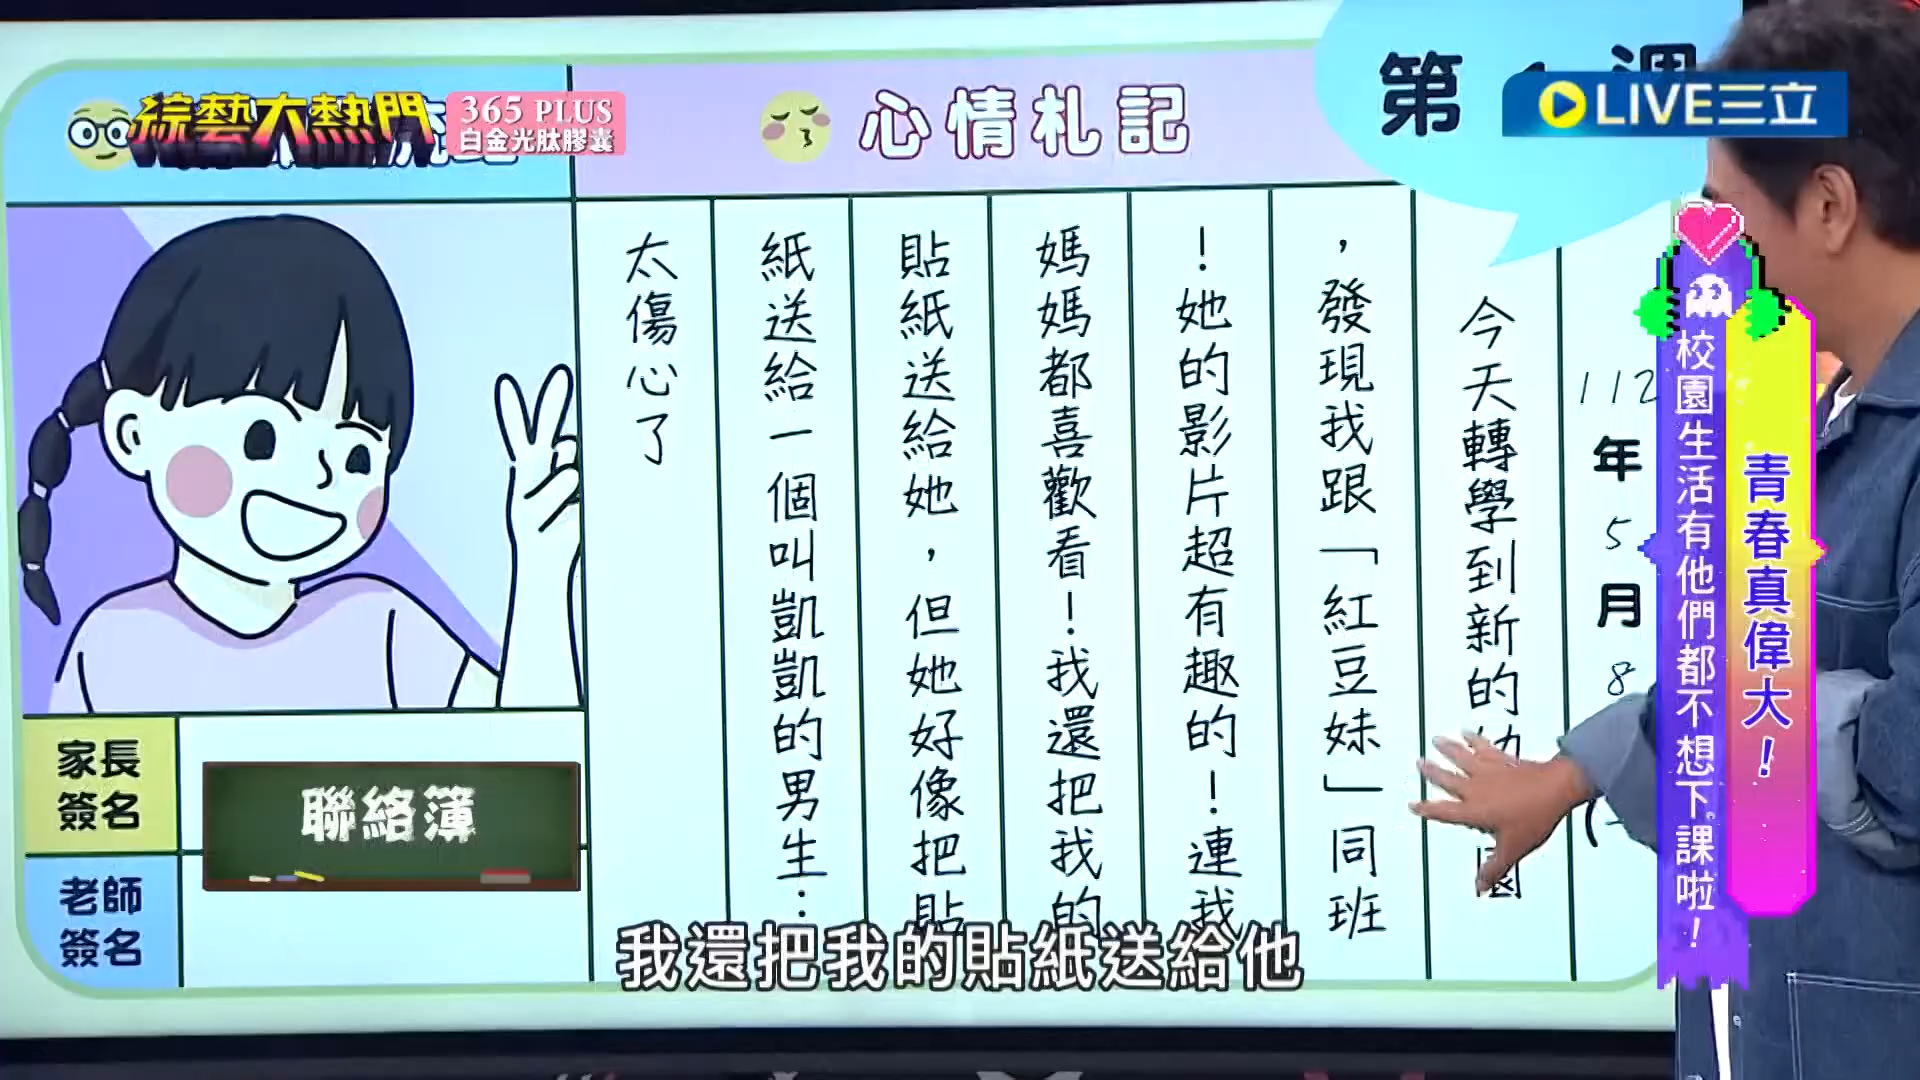 綜藝大熱門
365 PLUS
白金光肽膠囊
心情札記
第
週
LIVE三立
112年5月8
今天轉學到新的幼園
，發現我跟「紅豆妹」同班
！她的影片超有趣的！連我
媽媽都喜歡看！我還把我的
貼紙送給她，但她好像把貼
紙送給一個叫凱凱的男生：
太傷心了
家長
簽名
老師
簽名
聯絡簿
青春真偉大！
校園生活有他們都不想下課啦！
我還把我的貼紙送給他